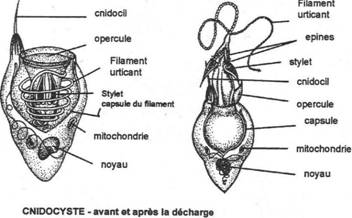 cnidocil
opercule
Filament
urticant
Stylet
capsule du filament
mitochondrie
noyau
Filament
urticant
epines
stylet
cnidocil
opercule
capsule
mitochondrie
noyau
CNIDOCYSTE - avant et après la décharge